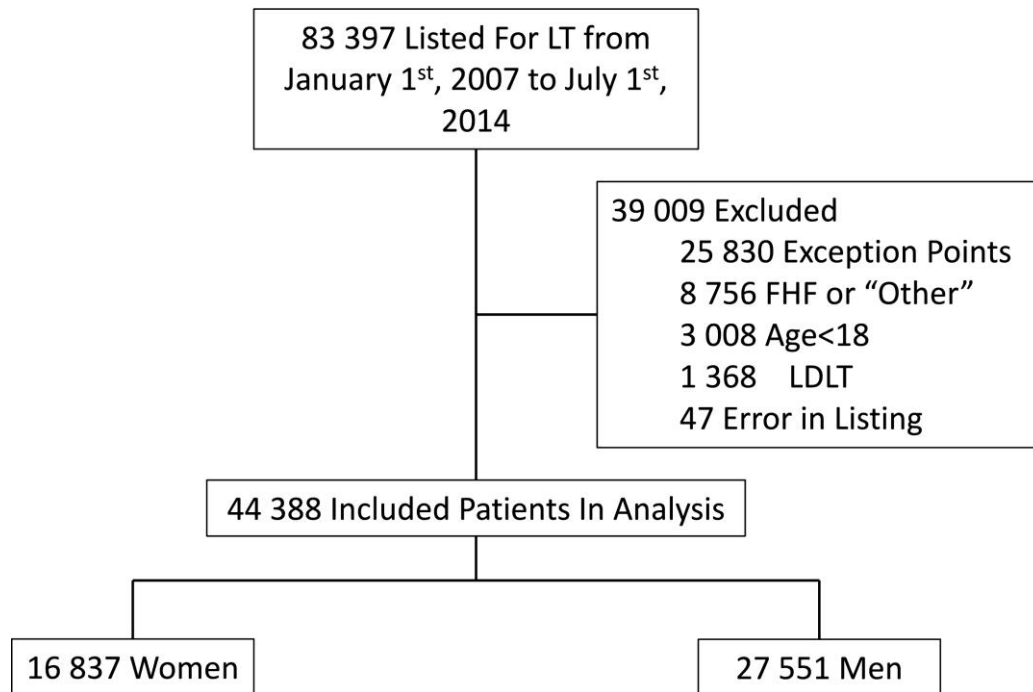 83 397 Listed For LT from
January 1st, 2007 to July 1st,
2014
39 009 Excluded
25 830 Exception Points
8 756 FHF or “Other”
3 008 Age<18
1 368 LDLT
47 Error in Listing
44 388 Included Patients In Analysis
16 837 Women
27 551 Men